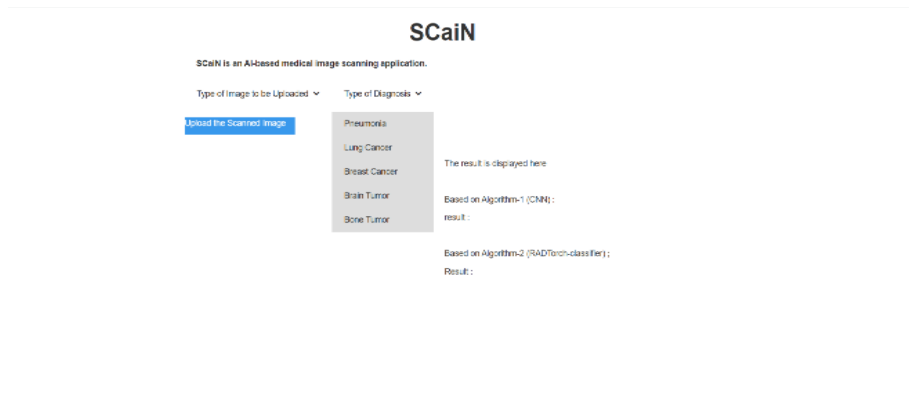 SCaiN
SCaiN is an AI-based medical image scanning application.
Type of Image to be Uploaded
Type of Diagnosis
Upload the Scanned Image
Pneumonia
Lung Cancer
Breast Cancer
Brain Tumor
Bone Tumor
The result is displayed here
Based on Algorithm-1 (CNN) :
result :
Based on Algorithm-2 (RADTorch-classifier) ;
Result :